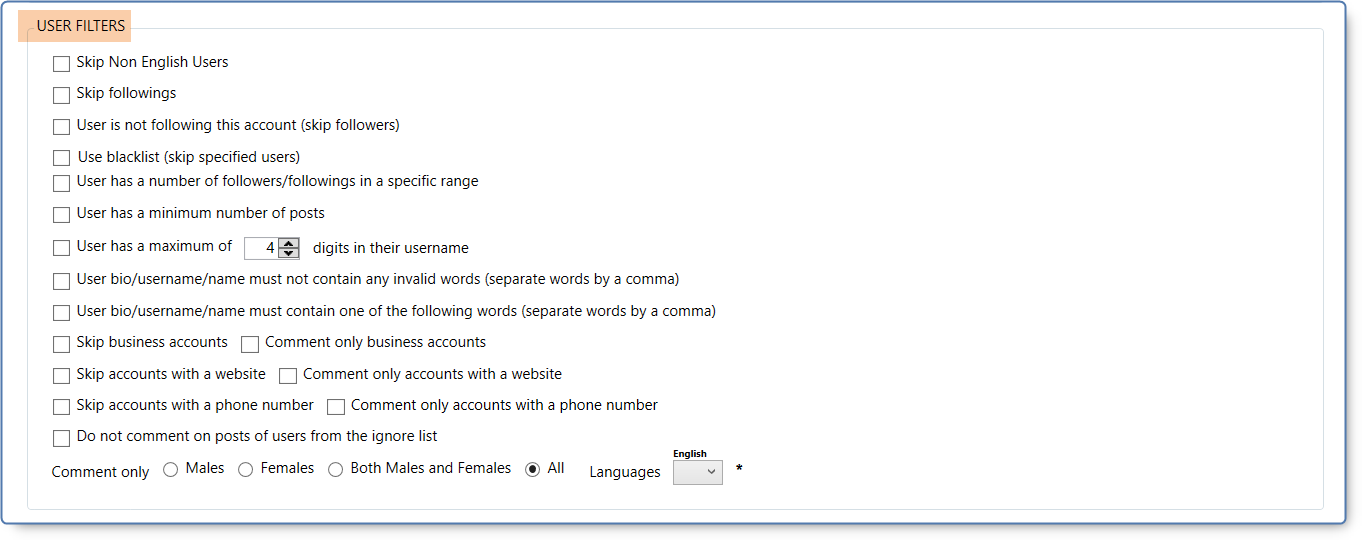 USER FILTERS
Skip Non English Users
Skip followings
User is not following this account (skip followers)
Use blacklist (skip specified users)
User has a number of followers/followings in a specific range
User has a minimum number of posts
User has a maximum of 4 digits in their username
User bio/username/name must not contain any invalid words (separate words by a comma)
User bio/username/name must contain one of the following words (separate words by a comma)
Skip business accounts Comment only business accounts
Skip accounts with a website Comment only accounts with a website
Skip accounts with a phone number Comment only accounts with a phone number
Do not comment on posts of users from the ignore list
English
Comment only Males Females Both Males and Females All Languages *